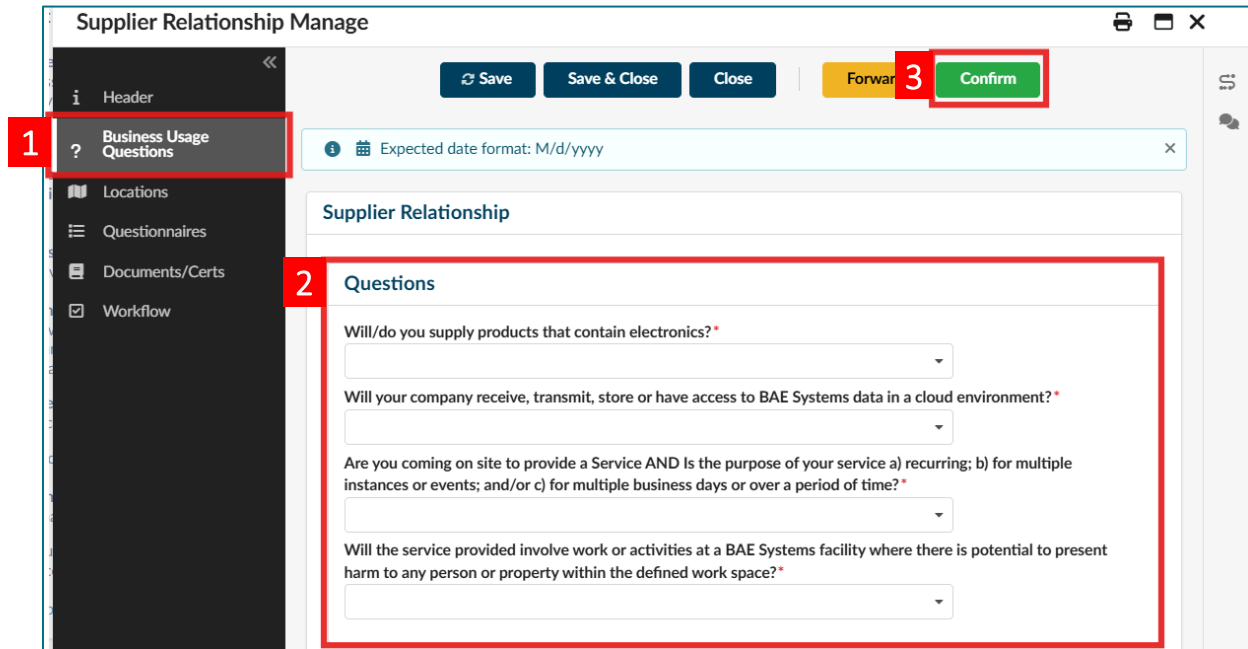 Supplier Relationship Manage
Save
Save & Close
Close
Forwar
3
Confirm
Header
1
Business Usage
Questions
Locations
Questionnaires
Documents/Certs
Workflow
Expected date format: M/d/yyyy
Supplier Relationship
2
Questions
Will/do you supply products that contain electronics?*
Will your company receive, transmit, store or have access to BAE Systems data in a cloud environment?*
Are you coming on site to provide a Service AND Is the purpose of your service a) recurring; b) for multiple
instances or events; and/or c) for multiple business days or over a period of time?*
Will the service provided involve work or activities at a BAE Systems facility where there is potential to present
harm to any person or property within the defined work space?*